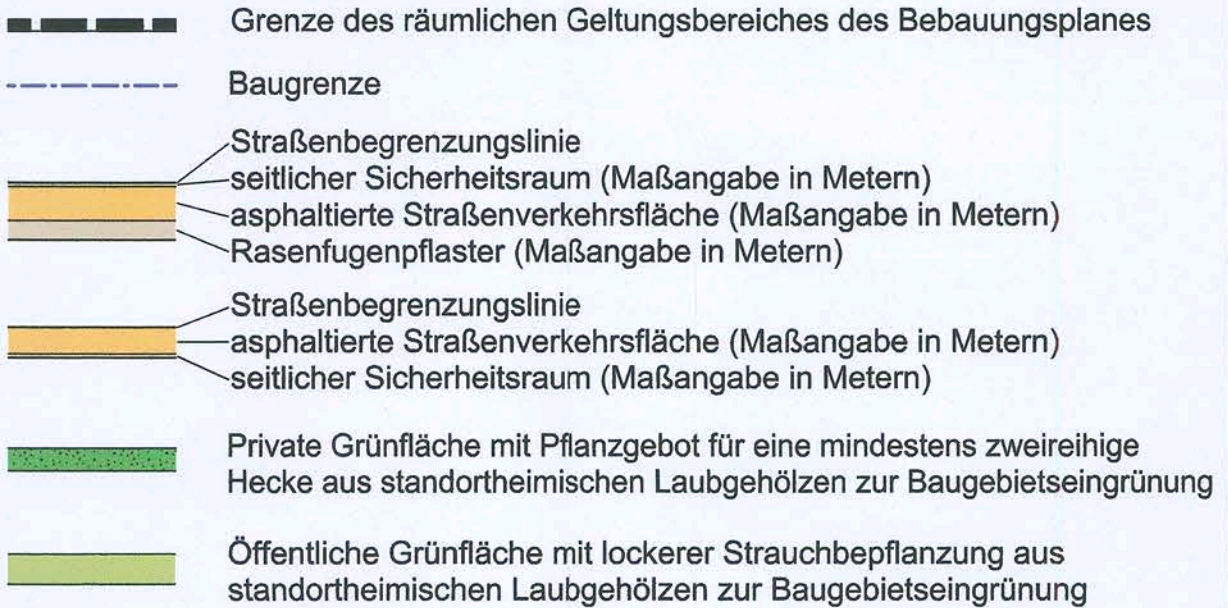 Grenze des räumlichen Geltungsbereiches des Bebauungsplanes
Baugrenze
Straßenbegrenzungslinie
seitlicher Sicherheitsraum (Maßangabe in Metern)
asphaltierte Straßenverkehrsfläche (Maßangabe in Metern)
Rasenfugenpflaster (Maßangabe in Metern)
Straßenbegrenzungslinie
asphaltierte Straßenverkehrsfläche (Maßangabe in Metern)
seitlicher Sicherheitsraum (Maßangabe in Metern)
Private Grünfläche mit Pflanzgebot für eine mindestens zweireihige
Hecke aus standortheimischen Laubgehölzen zur Baugebietseingrünung
Öffentliche Grünfläche mit lockerer Strauchbepflanzung aus
standortheimischen Laubgehölzen zur Baugebietseingrünung